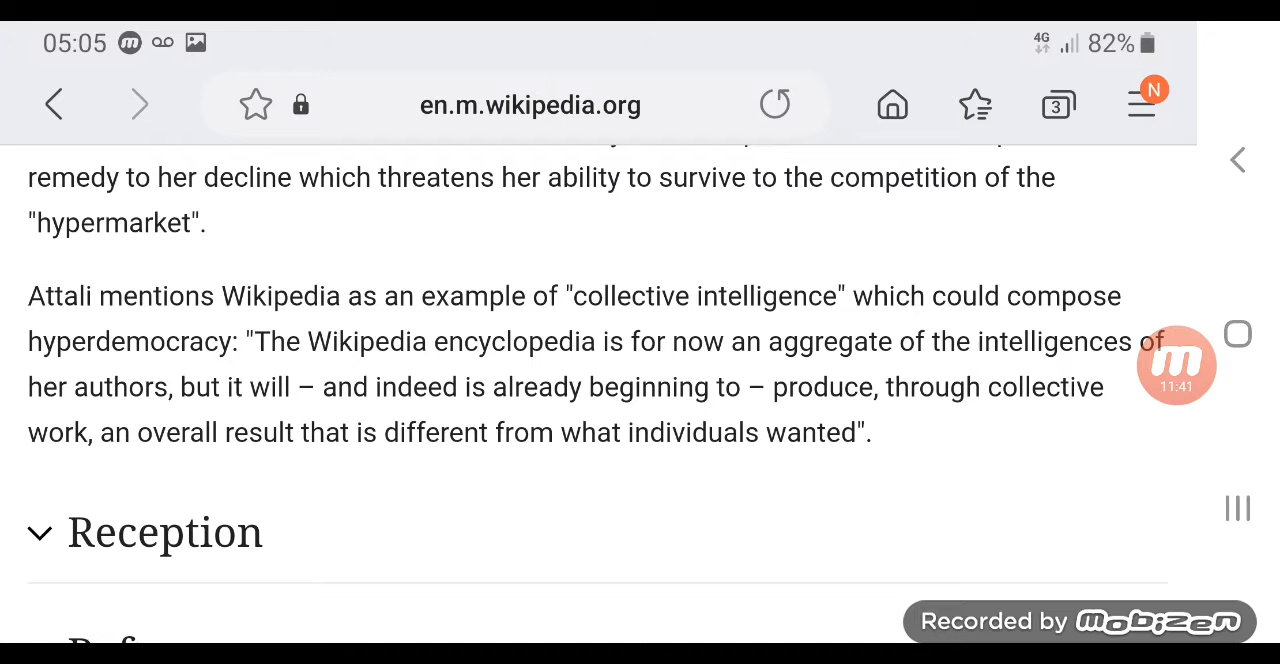 05:05
4G
82%
en.m.wikipedia.org
3
N
remedy to her decline which threatens her ability to survive to the competition of the
"hypermarket".
Attali mentions Wikipedia as an example of "collective intelligence" which could compose
hyperdemocracy: "The Wikipedia encyclopedia is for now an aggregate of the intelligences of
her authors, but it will – and indeed is already beginning to – produce, through collective
work, an overall result that is different from what individuals wanted".
m
11:41
Reception
Recorded by mobizen